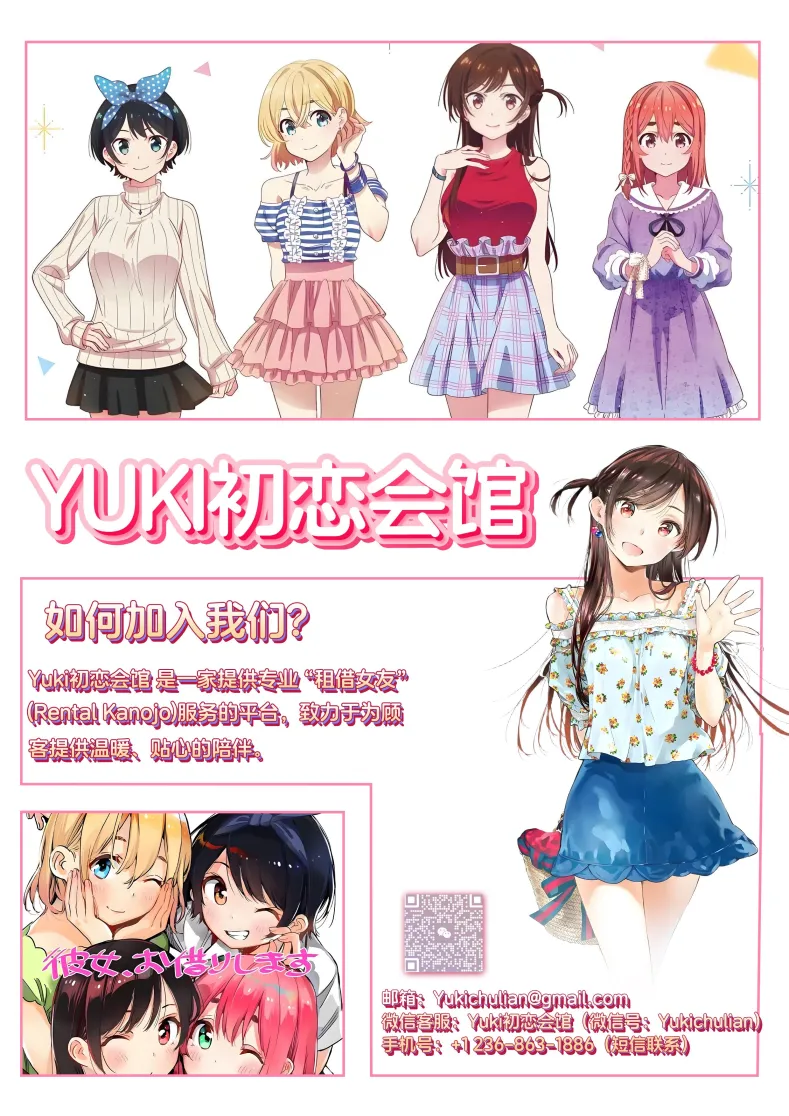 YUKI初恋会馆
如何加入我们？
Yuki初恋会馆 是一家提供专业 “租借女友”
(Rental Kanojo)服务的平台，致力于为顾
客提供温暖、贴心的陪伴。
彼女、お借りします
邮箱：Yukichulian@gmail.com
微信客服：Yuki初恋会馆（微信号：Yukichulian）
手机号：+1 236-863-1886（短信联系）